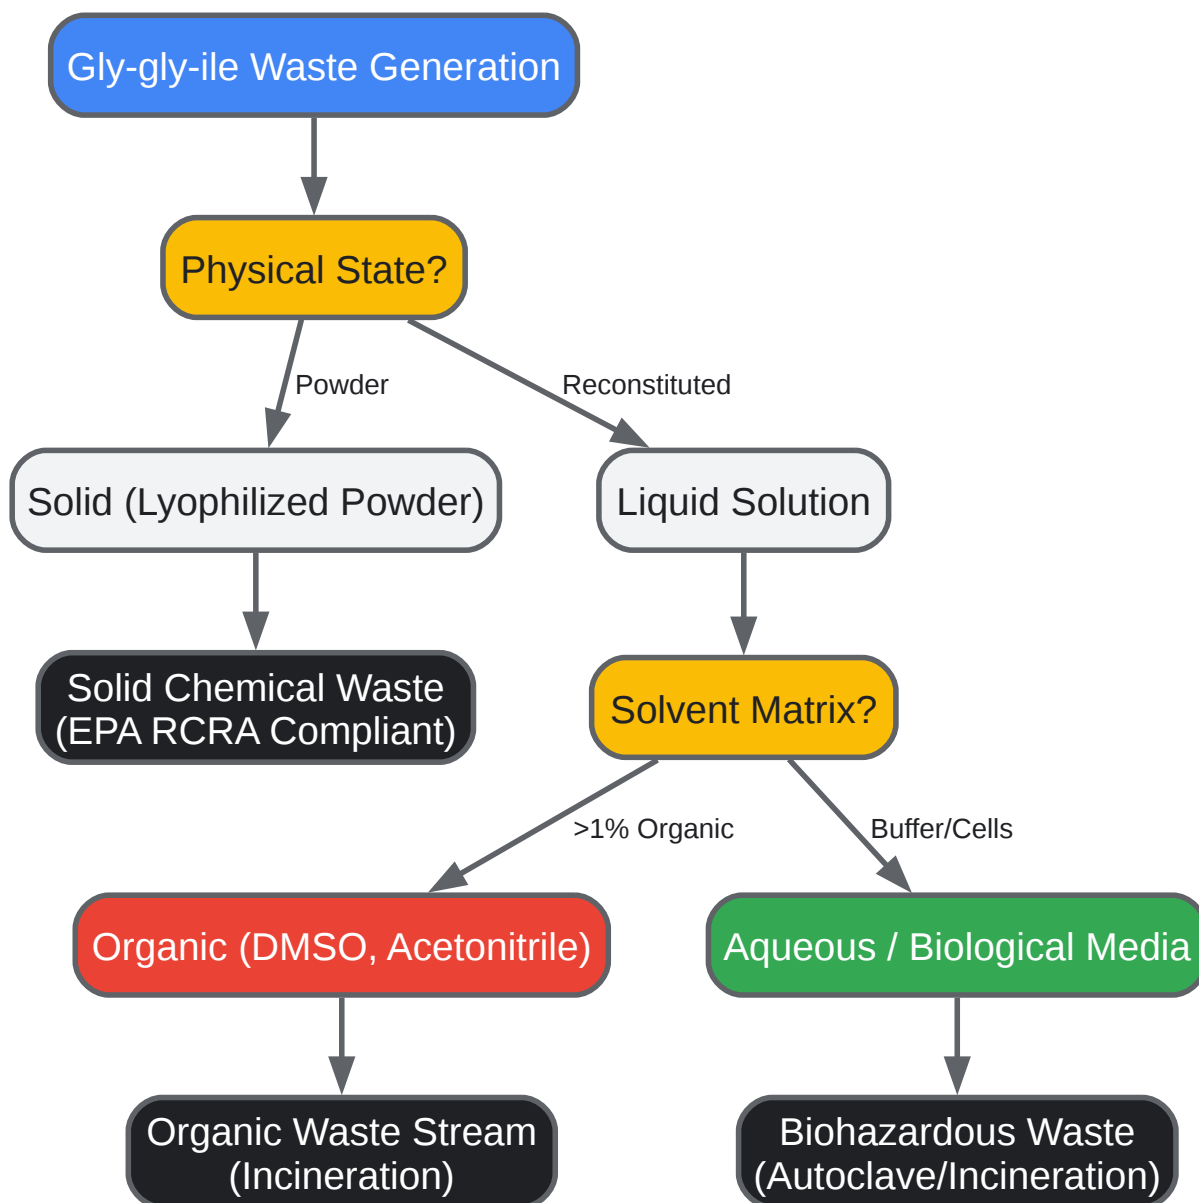 Gly-gly-ile Waste Generation
Physical State?
Powder
Reconstituted
Solid (Lyophilized Powder)
Liquid Solution
Solid Chemical Waste
(EPA RCRA Compliant)
Solvent Matrix?
>1% Organic
Buffer/Cells
Organic (DMSO, Acetonitrile)
Aqueous / Biological Media
Organic Waste Stream
(Incineration)
Biohazardous Waste
(Autoclave/Incineration)